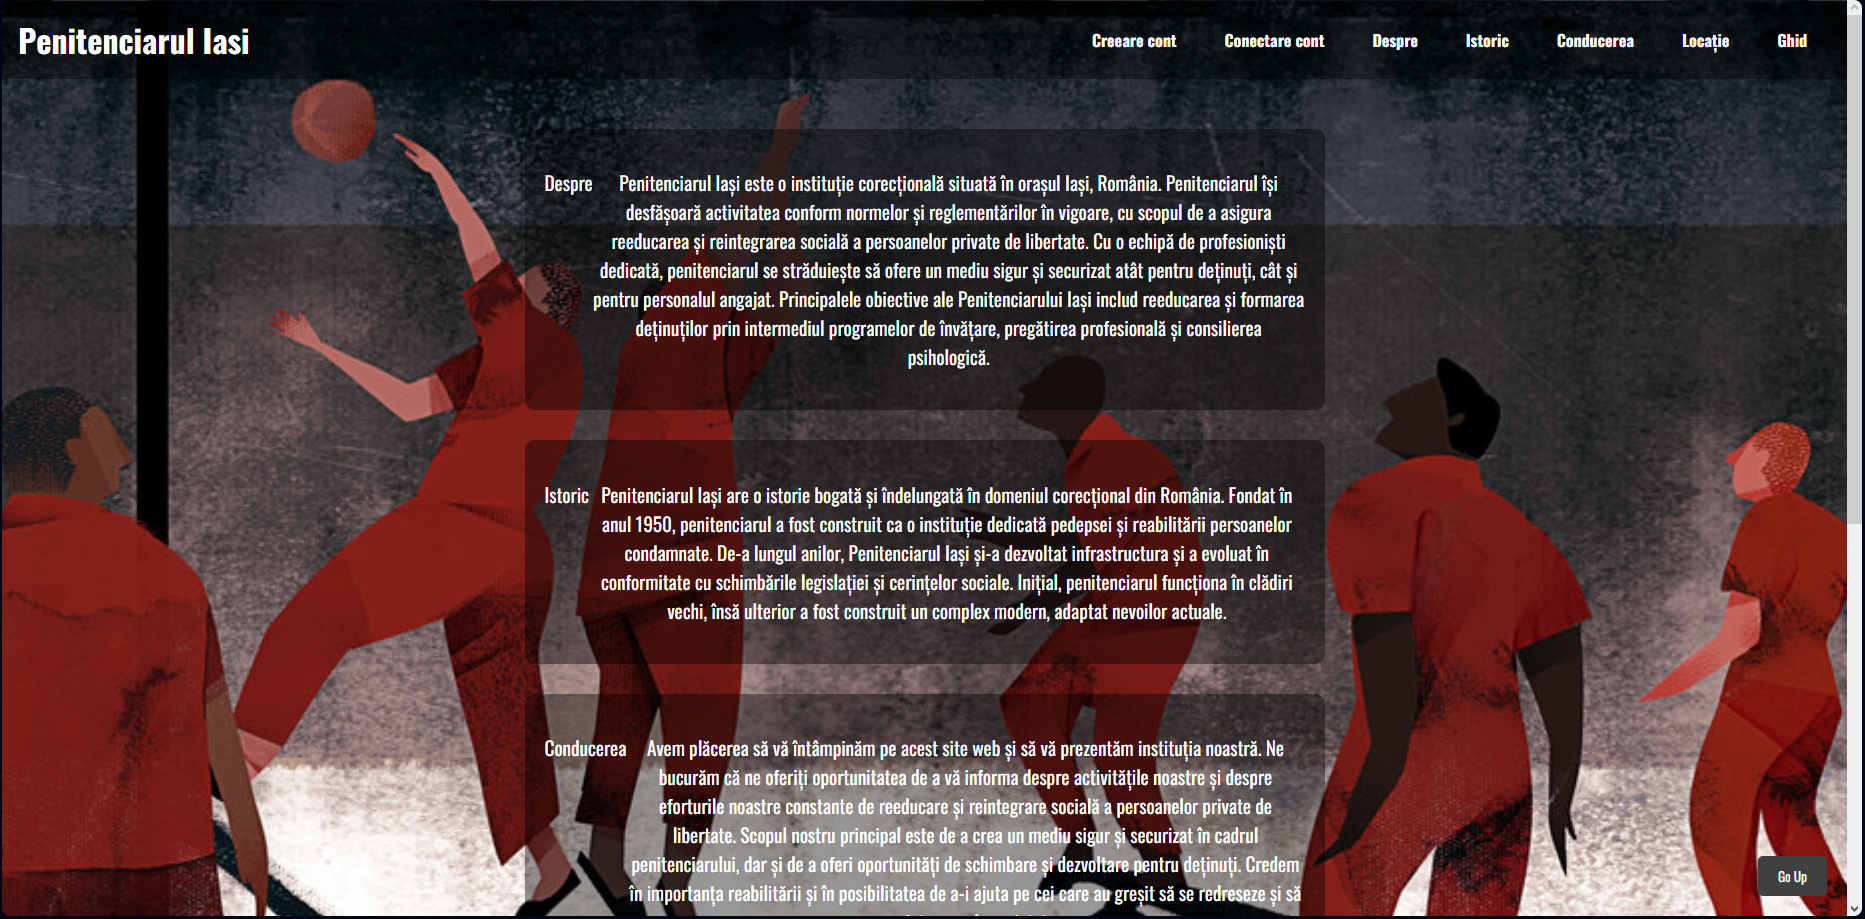 Penitenciarul Iasi
Creeare cont Conectare cont Despre Istoric Conducerea Locație Ghid
Despre
Penitenciarul Iași este o instituție corecțională situată în orașul Iași, România. Penitenciarul își
desfășoară activitatea conform normelor și reglementărilor în vigoare, cu scopul de a asigura
reeducarea și reintegrarea socială a persoanelor private de libertate. Cu o echipă de profesioniști
dedicată, penitenciarul se străduiește să ofere un mediu sigur și securizat atât pentru deținuți, cât și
pentru personalul angajat. Principalele obiective ale Penitenciarului Iași includ reeducarea și formarea
deținuților prin intermediul programelor de învățare, pregătirea profesională și consilierea
psihologică.
Istoric
Penitenciarul Iași are o istorie bogată și îndelungată în domeniul corecțional din România. Fondat în
anul 1950, penitenciarul a fost construit ca o instituție dedicată pedepsei și reabilitării persoanelor
condamnate. De-a lungul anilor, Penitenciarul Iași și-a dezvoltat infrastructura și a evoluat în
conformitate cu schimbările legislației și cerințelor sociale. Inițial, penitenciarul funcționa în clădiri
vechi, însă ulterior a fost construit un complex modern, adaptat nevoilor actuale.
Conducerea
Avem plăcerea să vă întâmpinăm pe acest site web și să vă prezentăm instituția noastră. Ne
bucurăm că ne oferiți oportunitatea de a vă informa despre activitățile noastre și despre
eforturile noastre constante de reeducare și reintegrare socială a persoanelor private de
libertate. Scopul nostru principal este de a crea un mediu sigur și securizat în cadrul
penitenciarului, dar și de a oferi oportunități de schimbare și dezvoltare pentru deținuți. Credem
în importanța reabilitării și în posibilitatea de a-i ajuta pe cei care au greșit să se redreseze și să
Go Up